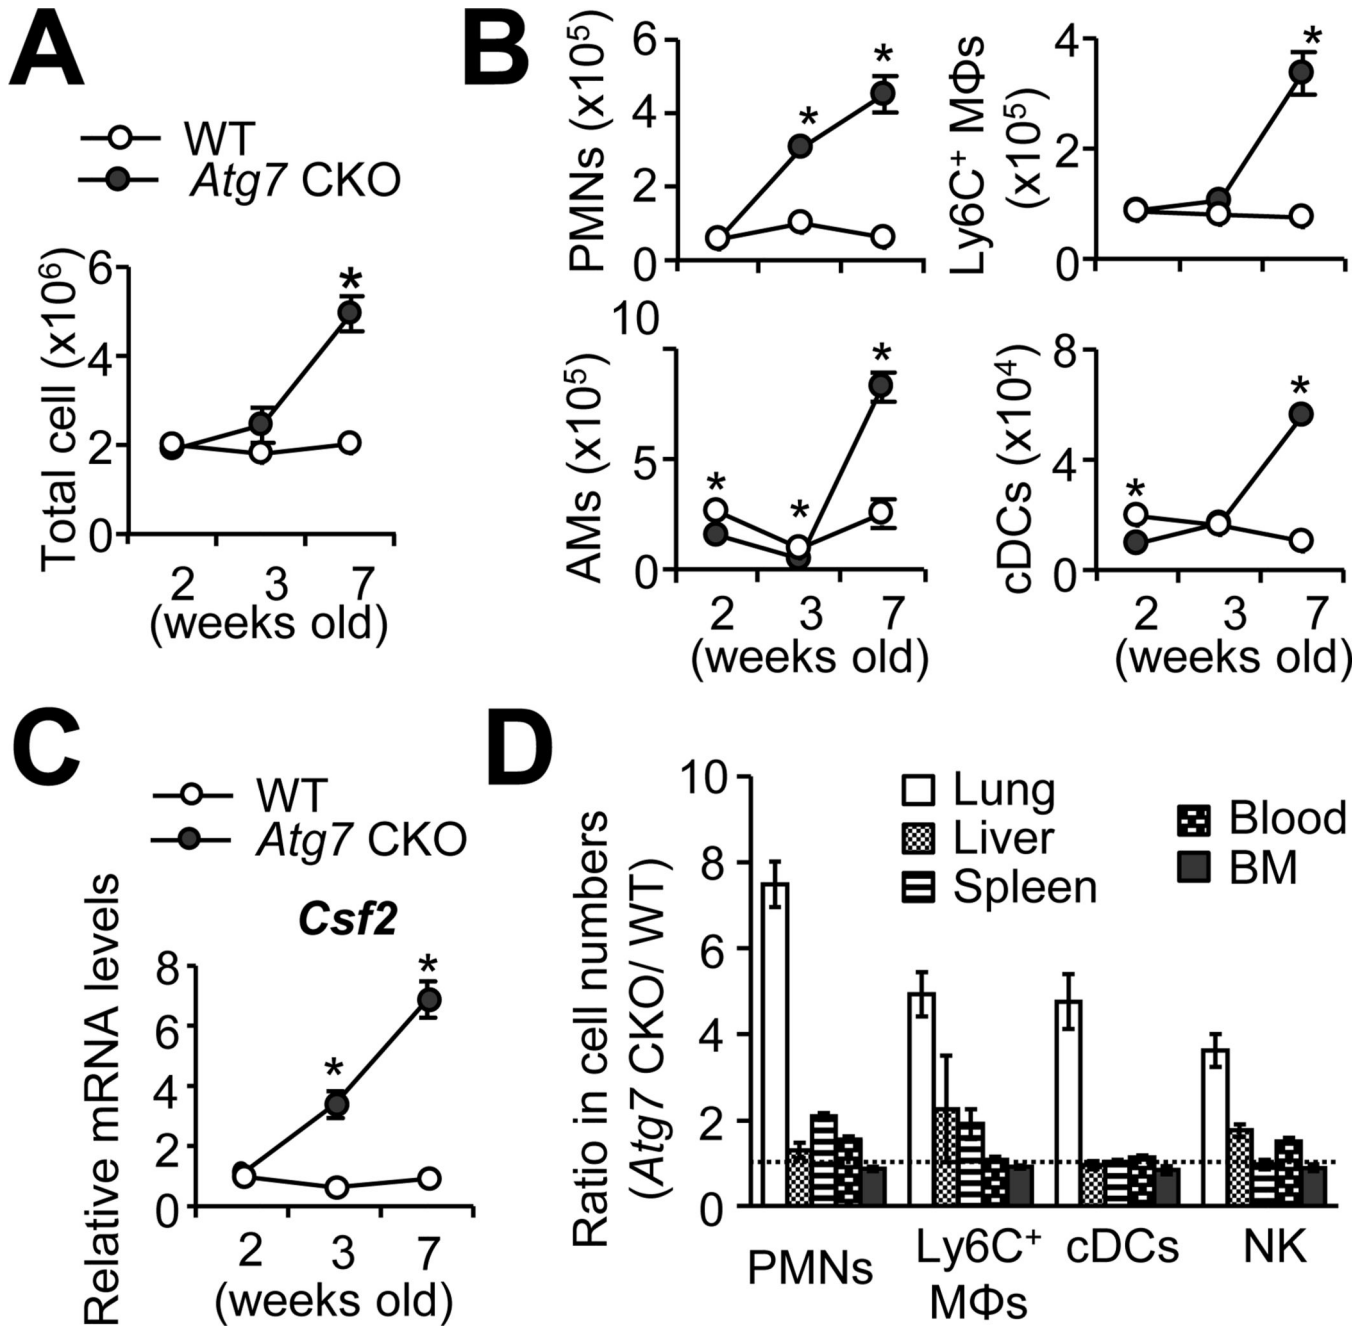 A
WT
Atg7 CKO
Total cell (x10⁶)
6
4
2
0
*
2 3 7
(weeks old)
B
PMNs (x10⁵)
6
4
2
0
*
*
Ly6C⁺ MΦs
(x10⁵)
4
2
0
*
AMs (x10⁵)
10
5
0
*
*
*
2 3 7
(weeks old)
cDCs (x10⁴)
8
4
0
*
*
2 3 7
(weeks old)
C
WT
Atg7 CKO
Csf2
Relative mRNA levels
8
6
4
2
0
*
*
2 3 7
(weeks old)
D
Ratio in cell numbers
(Atg7 CKO/ WT)
10
8
6
4
2
0
Lung
Liver
Spleen
Blood
BM
PMNs
Ly6C⁺
MΦs
cDCs
NK